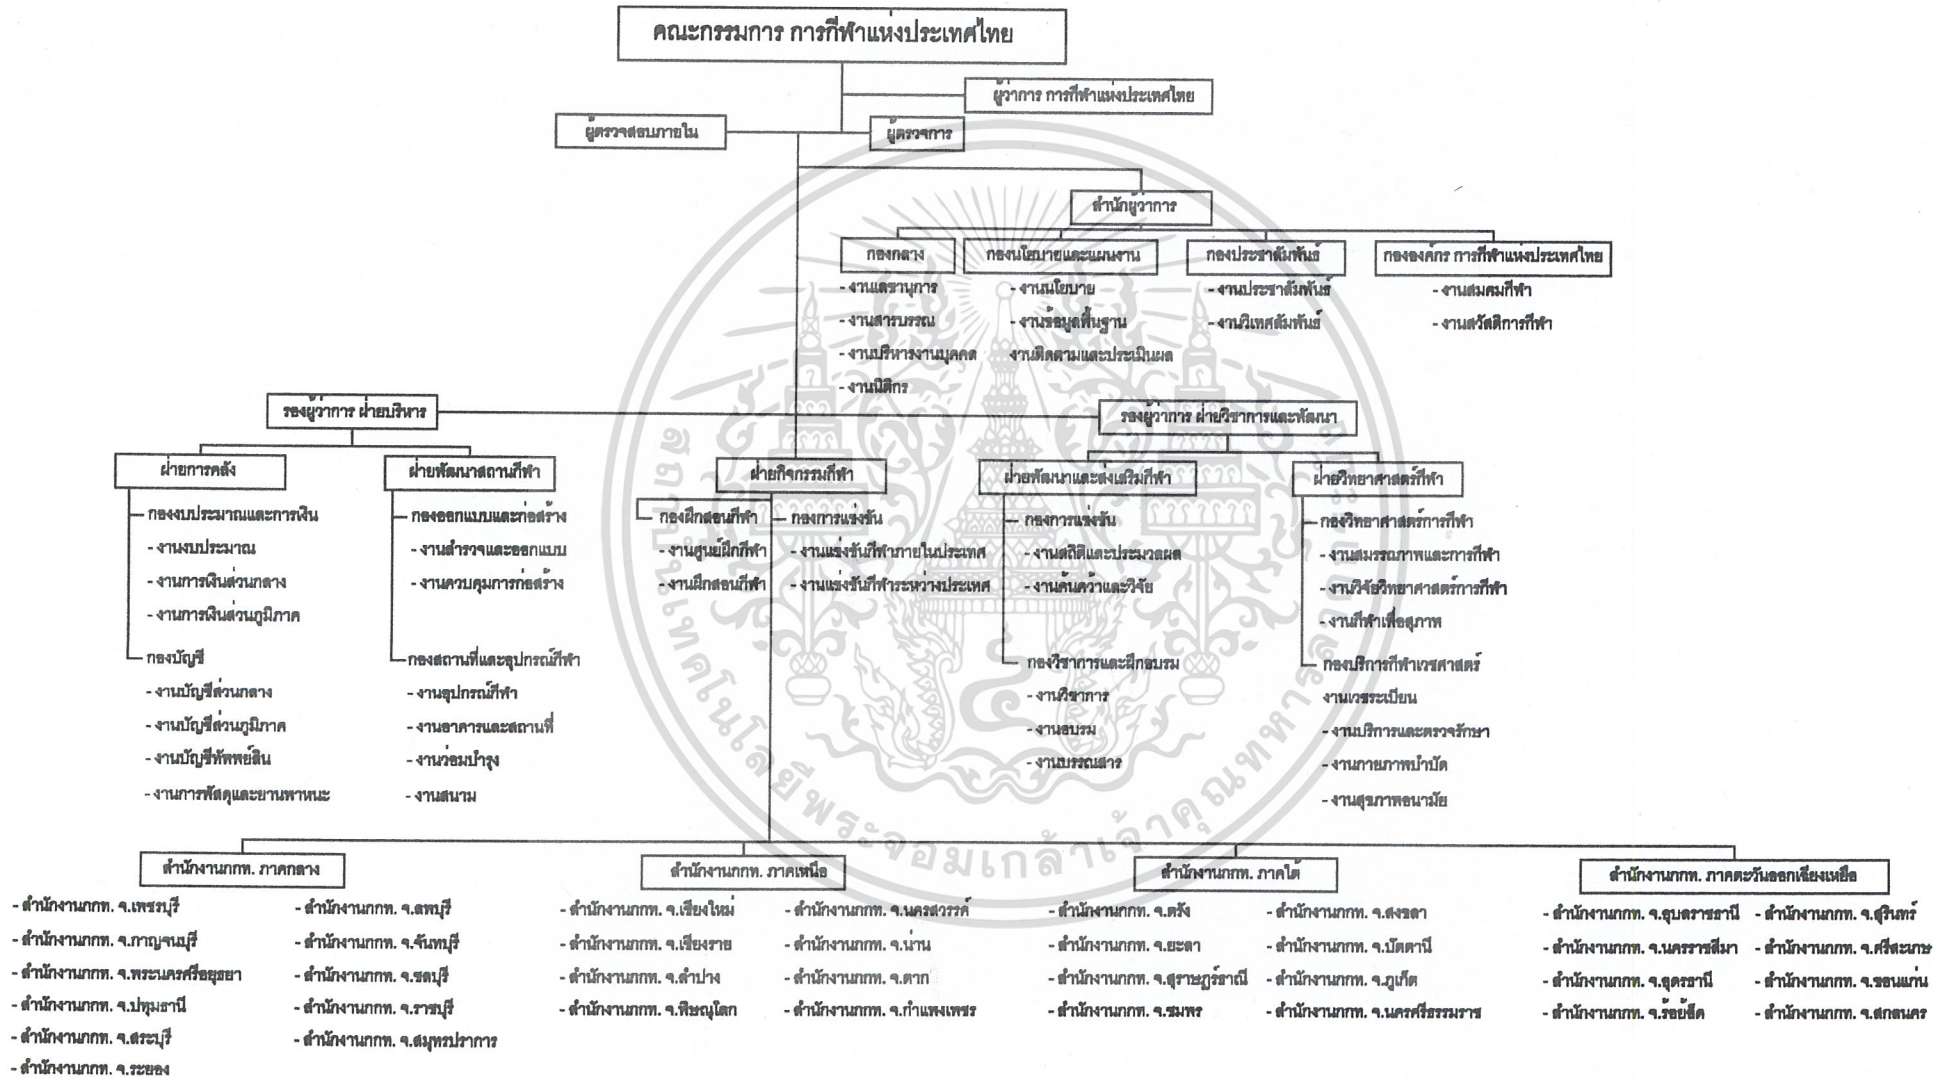 คณะกรรมการ การกีฬาแห่งประเทศไทย
ผู้ว่าการ การกีฬาแห่งประเทศไทย
ผู้ตรวจสอบภายใน
ผู้ตรวจการ
สำนักผู้ว่าการ
กองกลาง
- งานเลขานุการ
- งานสารบรรณ
- งานบริหารงานบุคคล
- งานนิติกร
กองนโยบายและแผนงาน
- งานนโยบาย
- งานข้อมูลพื้นฐาน
งานติดตามและประเมินผล
กองประชาสัมพันธ์
- งานประชาสัมพันธ์
- งานวิเทศสัมพันธ์
กององค์กร การกีฬาแห่งประเทศไทย
- งานสมคมกีฬา
- งานสวัสดิการกีฬา
รองผู้ว่าการ ฝ่ายบริหาร
รองผู้ว่าการ ฝ่ายวิชาการและพัฒนา
ฝ่ายการคลัง
กองงบประมาณและการเงิน
- งานงบประมาณ
- งานการเงินส่วนกลาง
- งานการเงินส่วนภูมิภาค
กองบัญชี
- งานบัญชีส่วนกลาง
- งานบัญชีส่วนภูมิภาค
- งานบัญชีทัพทย์สิน
- งานการพัสดุและยานพาหนะ
ฝ่ายพัฒนาสถานกีฬา
กองออกแบบและก่อสร้าง
- งานสำรวจและออกแบบ
- งานควบคุมการก่อสร้าง
กองสถานที่และอุปกรณ์กีฬา
- งานอุปกรณ์กีฬา
- งานอาคารและสถานที่
- งานว่อมบำรุง
- งานสนาม
ฝ่ายกิจกรรมกีฬา
กองฝึกสอนกีฬา
- งานศูนย์ฝึกกีฬา
- งานฝึกสอนกีฬา
กองการแข่งขัน
- งานแข่งขันกีฬาภายในประเทศ
- งานแข่งขันกีฬาระหว่างประเทศ
ฝ่ายพัฒนาและส่งเสริมกีฬา
กองการแข่งขัน
- งานสถิติและประมวลผล
- งานค้นคว้าและวิจัย
กองวิชาการและฝึกอบรม
- งานวิชาการ
- งานอบรม
- งานบรรณสาร
ฝ่ายวิทยาศาสตร์กีฬา
กองวิทยาศาสตร์การกีฬา
- งานสมรรถภาพและการกีฬา
- งานวิจัยวิทยาศาสตร์การกีฬา
- งานกีฬาเพื่อสุภาพ
กองบริการกีฬาเวชศาสตร์
งานเวชระเบียน
- งานบริการและตรวจรักษา
- งานกายภาพบำบัด
- งานสุขภาพอนามัย
สำนักงานกกท. ภาคกลาง
- สำนักงานกกท. จ.เพชรบุรี
- สำนักงานกกท. จ.กาญจนบุรี
- สำนักงานกกท. จ.พระนครศรีอยุธยา
- สำนักงานกกท. จ.ปทุมธานี
- สำนักงานกกท. จ.สระบุรี
- สำนักงานกกท. จ.ระยอง
- สำนักงานกกท. จ.ลพบุรี
- สำนักงานกกท. จ.จันทบุรี
- สำนักงานกกท. จ.ชลบุรี
- สำนักงานกกท. จ.ราชบุรี
- สำนักงานกกท. จ.สมุทรปราการ
สำนักงานกกท. ภาคเหนือ
- สำนักงานกกท. จ.เชียงใหม่
- สำนักงานกกท. จ.เชียงราย
- สำนักงานกกท. จ.ลำปาง
- สำนักงานกกท. จ.พิษณุโลก
- สำนักงานกกท. จ.นครสวรรค์
- สำนักงานกกท. จ.น่าน
- สำนักงานกกท. จ.ตาก
- สำนักงานกกท. จ.กำแพงเพชร
สำนักงานกกท. ภาคใต้
- สำนักงานกกท. จ.ตรัง
- สำนักงานกกท. จ.ยะลา
- สำนักงานกกท. จ.สุราษฎร์ธาณี
- สำนักงานกกท. จ.ชมพร
- สำนักงานกกท. จ.สงขลา
- สำนักงานกกท. จ.ปัตตานี
- สำนักงานกกท. จ.ภูเก็ต
- สำนักงานกกท. จ.นครศรีธรรมราช
สำนักงานกกท. ภาคตะวันออกเฉียงเหยือ
- สำนักงานกกท. จ.อุบลราชธานี
- สำนักงานกกท. จ.นครราชสีมา
- สำนักงานกกท. จ.อุดรธานี
- สำนักงานกกท. จ.ร้อย้อ็ด
- สำนักงานกกท. จ.สุรินทร์
- สำนักงานกกท. จ.ศรีสะเกษ
- สำนักงานกกท. จ.ขอนแก่น
- สำนักงานกกท. จ.สกลนคร
สถาบันเทคโนโลยีพระจอมเกล้าเจ้าคุณทหารลาดกระบัง